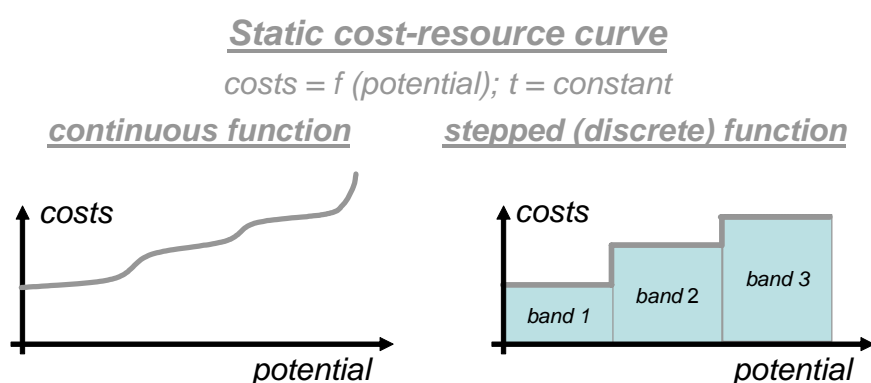 Static cost-resource curve
costs = f (potential); t = constant
continuous function
stepped (discrete) function
costs
potential
costs
band 1
band 2
band 3
potential